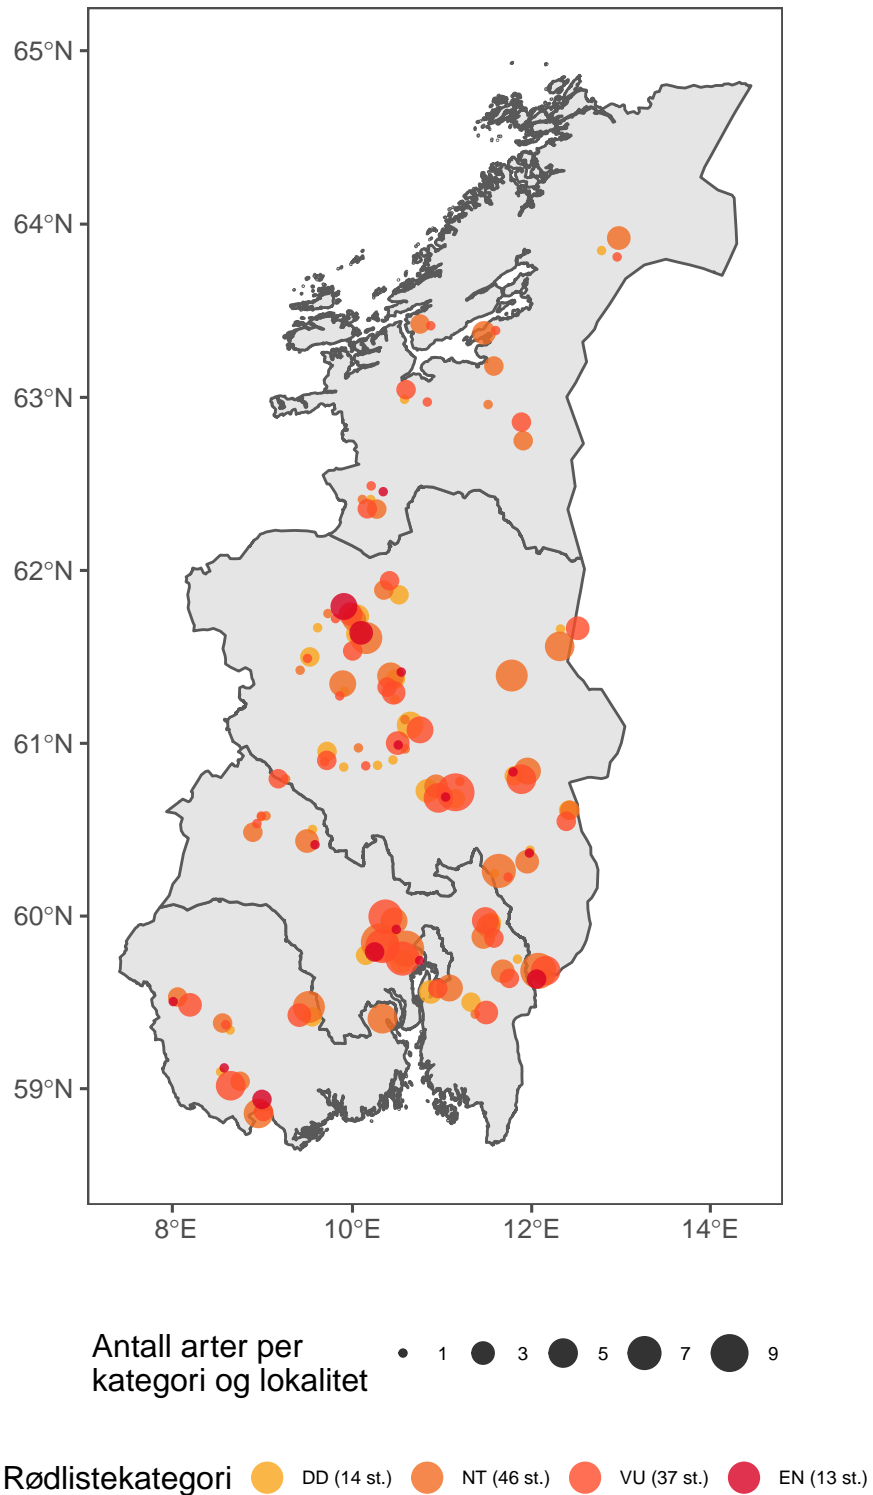 65°N
64°N
63°N
62°N
61°N
60°N
59°N
8°E 10°E 12°E 14°E
Antall arter per
kategori og lokalitet
1 3 5 7 9
Rødlistekategori DD (14 st.) NT (46 st.) VU (37 st.) EN (13 st.)